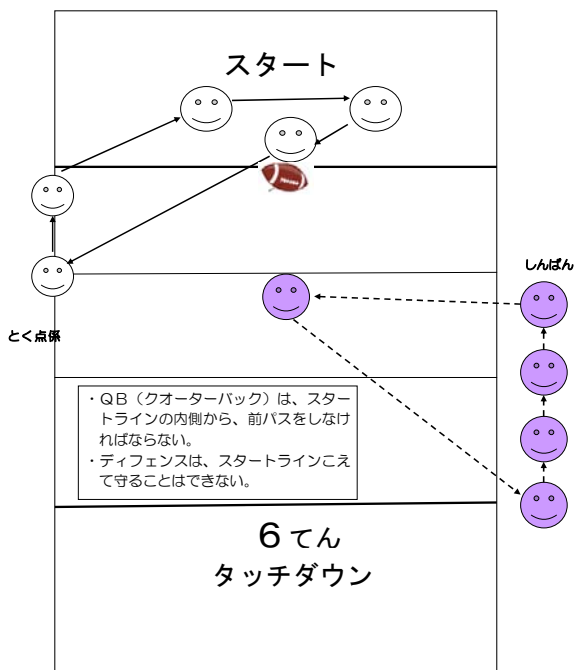 スタート
しんぱん
とく点係
・QB（クオーターバック）は、スター
トラインの内側から、前パスをしなけ
ればならない。
・ディフェンスは、スタートラインこえ
て守ることはできない。
６てん
タッチダウン